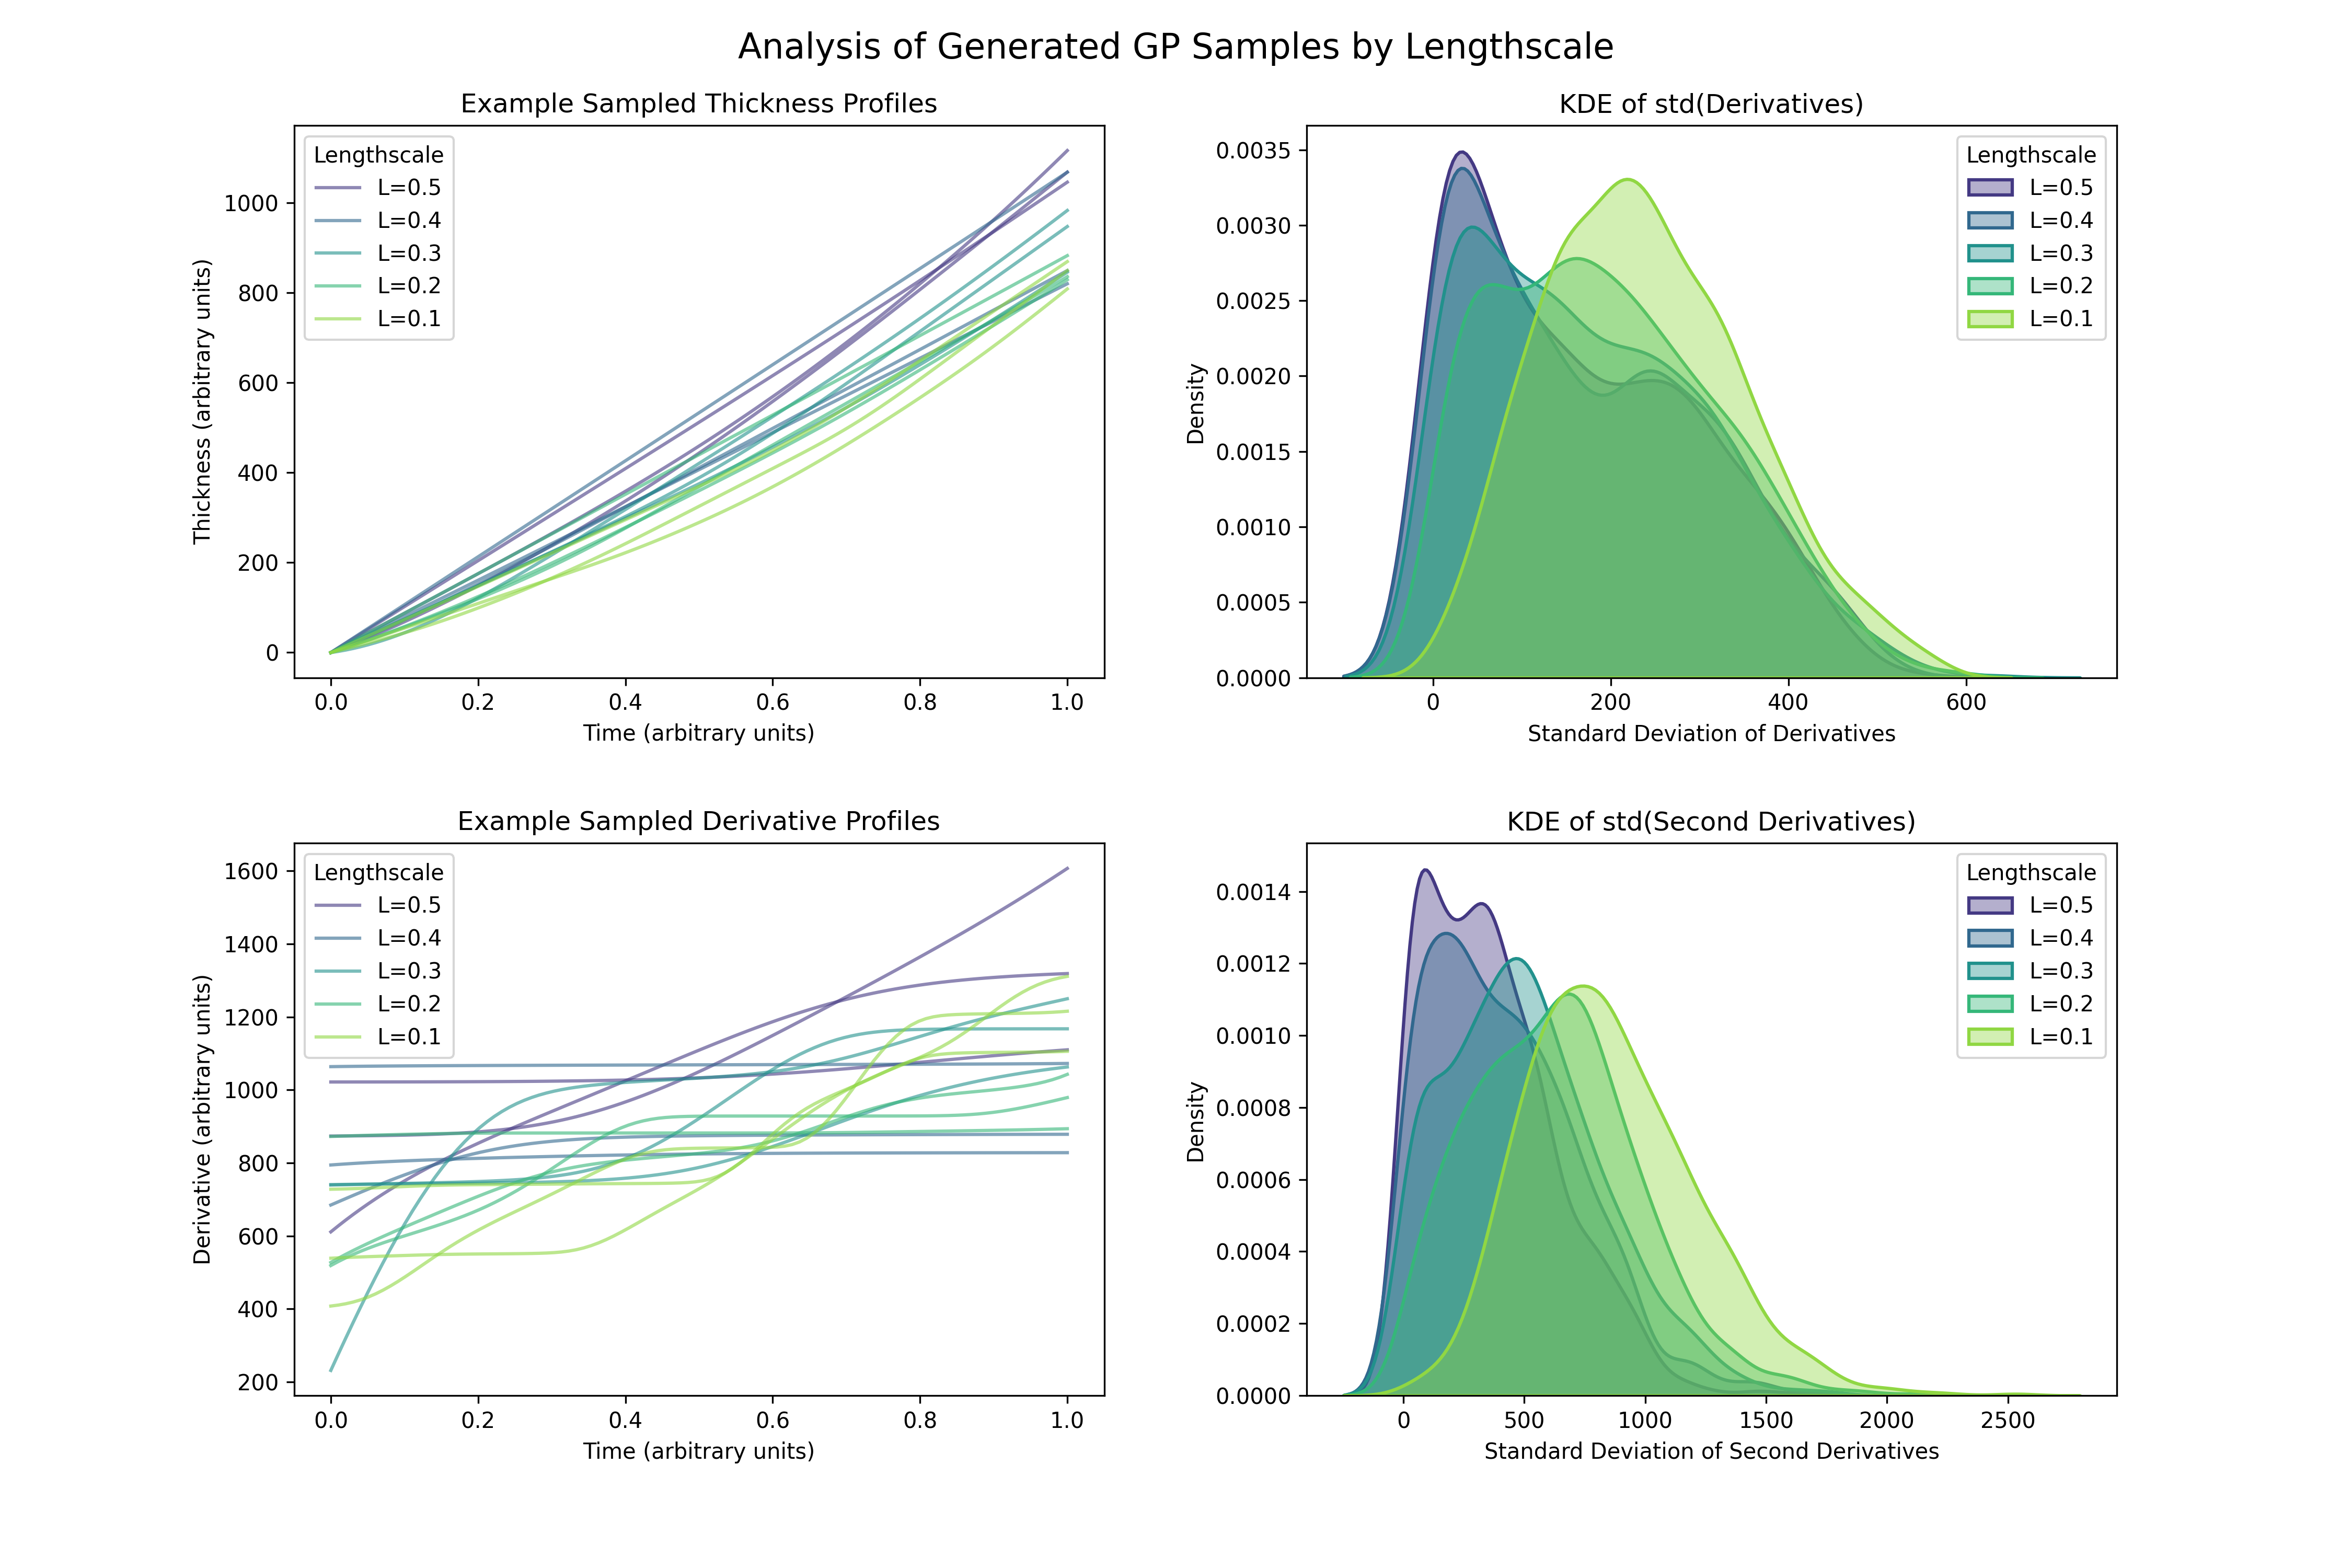 Analysis of Generated GP Samples by Lengthscale
Example Sampled Thickness Profiles
Thickness (arbitrary units)
1000
800
600
400
200
0
Lengthscale
L=0.5
L=0.4
L=0.3
L=0.2
L=0.1
0.0 0.2 0.4 0.6 0.8 1.0
Time (arbitrary units)
KDE of std(Derivatives)
Density
0.0035
0.0030
0.0025
0.0020
0.0015
0.0010
0.0005
0.0000
Lengthscale
L=0.5
L=0.4
L=0.3
L=0.2
L=0.1
0 200 400 600
Standard Deviation of Derivatives
Example Sampled Derivative Profiles
Derivative (arbitrary units)
1600
1400
1200
1000
800
600
400
200
Lengthscale
L=0.5
L=0.4
L=0.3
L=0.2
L=0.1
0.0 0.2 0.4 0.6 0.8 1.0
Time (arbitrary units)
KDE of std(Second Derivatives)
Density
0.0014
0.0012
0.0010
0.0008
0.0006
0.0004
0.0002
0.0000
Lengthscale
L=0.5
L=0.4
L=0.3
L=0.2
L=0.1
0 500 1000 1500 2000 2500
Standard Deviation of Second Derivatives